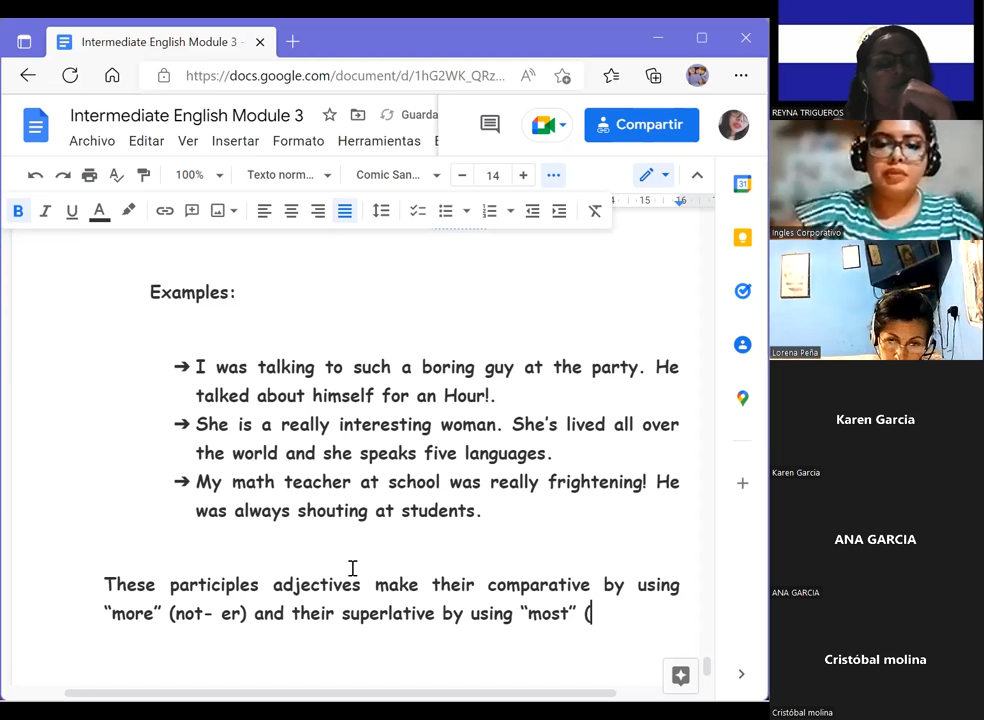 Intermediate English Module 3 -
https://docs.google.com/document/d/1hG2WK_QRz...
Intermediate English Module 3
Guarda
Compartir
Archivo Editar Ver Insertar Formato Herramientas E
100% Texto norm... Comic San... 14
B I U A
14 15 16
31
Examples:
➔ I was talking to such a boring guy at the party. He
talked about himself for an Hour!.
➔ She is a really interesting woman. She's lived all over
the world and she speaks five languages.
➔ My math teacher at school was really frightening! He
was always shouting at students.
These participles adjectives make their comparative by using
“more” (not- er) and their superlative by using “most” (
REYNA TRIGUEROS
Ingles Corporativo
Lorena Peña
Karen Garcia
Karen Garcia
ANA GARCIA
ANA GARCIA
Cristóbal molina
Cristóbal molina